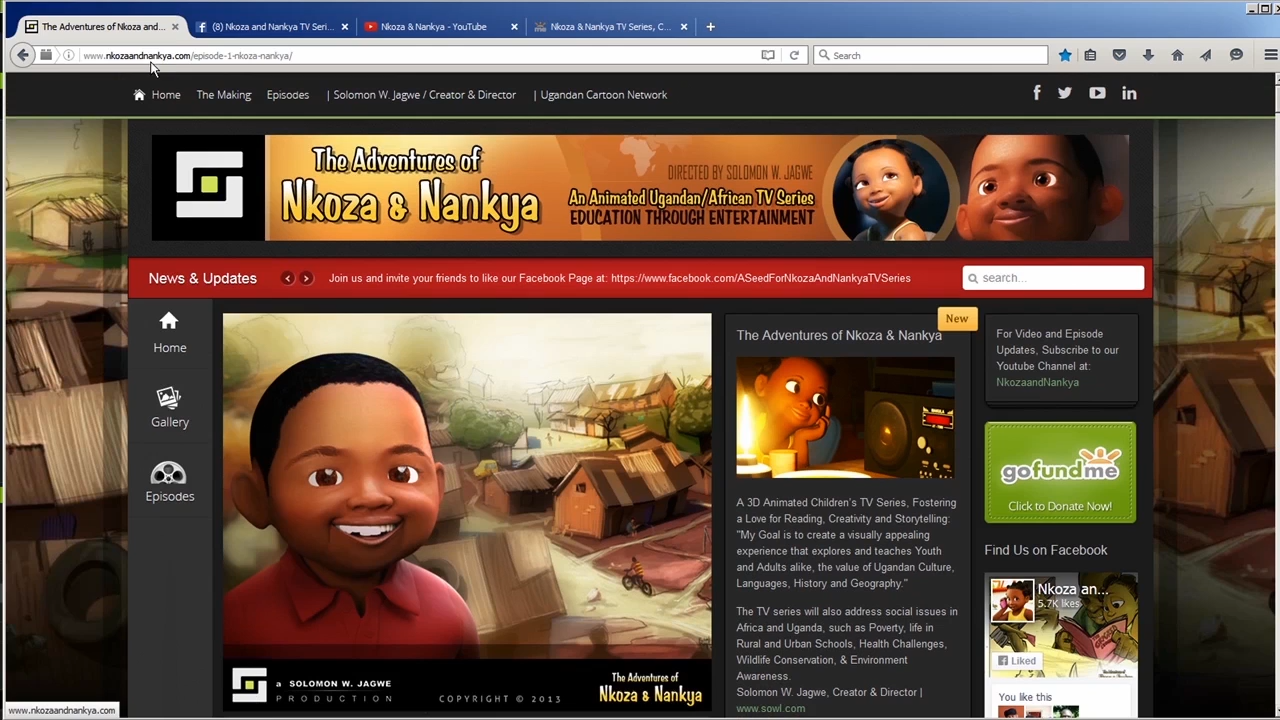 The Adventures of Nkoza and...
(8) Nkoza and Nankya TV Seri...
Nkoza & Nankya - YouTube
Nkoza & Nankya TV Series, C...
www.nkozaandnankya.com/episode-1-nkoza-nankya/
Search
Home
The Making
Episodes
| Solomon W. Jagwe / Creator & Director
| Ugandan Cartoon Network
The Adventures of
Nkoza & Nankya
DIRECTED BY SOLOMON W. JAGWE
An Animated Ugandan/African TV Series
EDUCATION THROUGH ENTERTAINMENT
News & Updates
Join us and invite your friends to like our Facebook Page at: https://www.facebook.com/ASeedForNkozaAndNankyaTVSeries
search...
Home
Gallery
Episodes
a SOLOMON W. JAGWE
PRODUCTION
COPYRIGHT © 2013
The Adventures of
Nkoza & Nankya
New
The Adventures of Nkoza & Nankya
A 3D Animated Children's TV Series, Fostering
a Love for Reading, Creativity and Storytelling:
"My Goal is to create a visually appealing
experience that explores and teaches Youth
and Adults alike, the value of Ugandan Culture,
Languages, History and Geography."
The TV series will also address social issues in
Africa and Uganda, such as Poverty, life in
Rural and Urban Schools, Health Challenges,
Wildlife Conservation, & Environment
Awareness.
Solomon W. Jagwe, Creator & Director |
www.sowl.com
For Video and Episode
Updates, Subscribe to our
Youtube Channel at:
NkozaandNankya
gofundme
Click to Donate Now!
Find Us on Facebook
Nkoza an...
5.7K likes
Liked
You like this
www.nkozaandnankya.com